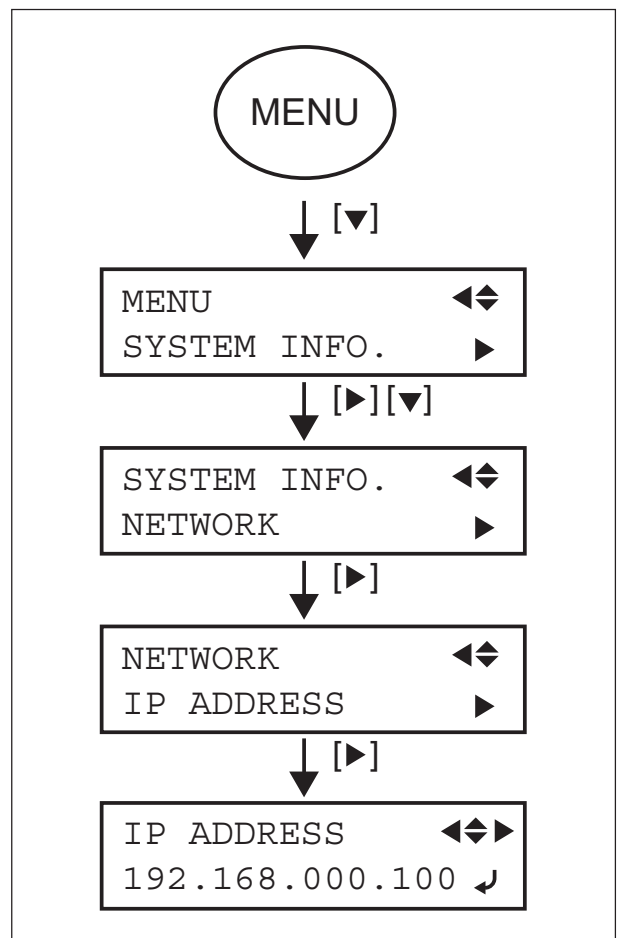 MENU
[▼]
MENU ◀◆
SYSTEM INFO. ▶
[▶][▼]
SYSTEM INFO. ◀◆
NETWORK ▶
[▶]
NETWORK ◀◆
IP ADDRESS ▶
[▶]
IP ADDRESS ◀◆▶
192.168.000.100 ↲